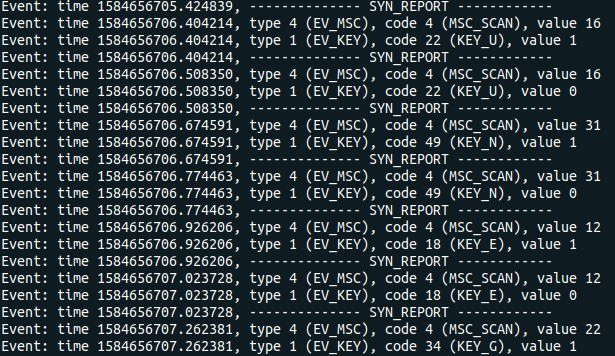 Event: time 1584656705.424839, -------------- SYN_REPORT ------------
Event: time 1584656706.404214, type 4 (EV_MSC), code 4 (MSC_SCAN), value 16
Event: time 1584656706.404214, type 1 (EV_KEY), code 22 (KEY_U), value 1
Event: time 1584656706.404214, -------------- SYN_REPORT ------------
Event: time 1584656706.508350, type 4 (EV_MSC), code 4 (MSC_SCAN), value 16
Event: time 1584656706.508350, type 1 (EV_KEY), code 22 (KEY_U), value 0
Event: time 1584656706.508350, -------------- SYN_REPORT ------------
Event: time 1584656706.674591, type 4 (EV_MSC), code 4 (MSC_SCAN), value 31
Event: time 1584656706.674591, type 1 (EV_KEY), code 49 (KEY_N), value 1
Event: time 1584656706.674591, -------------- SYN_REPORT ------------
Event: time 1584656706.774463, type 4 (EV_MSC), code 4 (MSC_SCAN), value 31
Event: time 1584656706.774463, type 1 (EV_KEY), code 49 (KEY_N), value 0
Event: time 1584656706.774463, -------------- SYN_REPORT ------------
Event: time 1584656706.926206, type 4 (EV_MSC), code 4 (MSC_SCAN), value 12
Event: time 1584656706.926206, type 1 (EV_KEY), code 18 (KEY_E), value 1
Event: time 1584656706.926206, -------------- SYN_REPORT ------------
Event: time 1584656707.023728, type 4 (EV_MSC), code 4 (MSC_SCAN), value 12
Event: time 1584656707.023728, type 1 (EV_KEY), code 18 (KEY_E), value 0
Event: time 1584656707.023728, -------------- SYN_REPORT ------------
Event: time 1584656707.262381, type 4 (EV_MSC), code 4 (MSC_SCAN), value 22
Event: time 1584656707.262381, type 1 (EV_KEY), code 34 (KEY_G), value 1